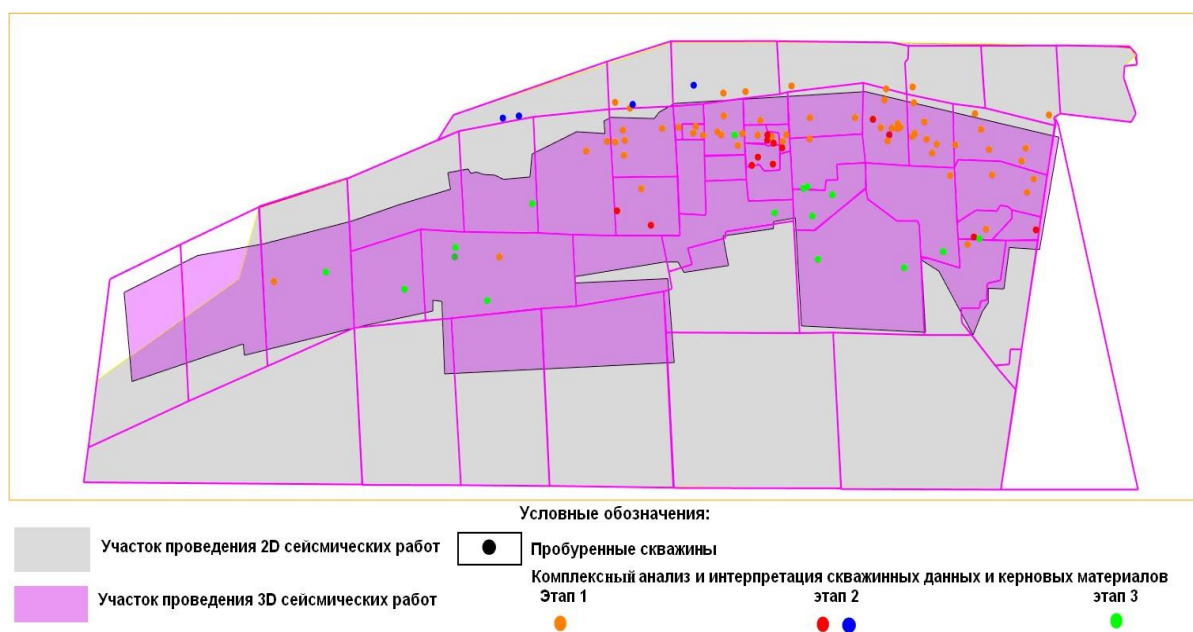 Условные обозначения:
Участок проведения 2D сейсмических работ
Пробуренные скважины
Участок проведения 3D сейсмических работ
Комплексный анализ и интерпретация скважинных данных и керновых материалов
Этап 1
этап 2
этап 3